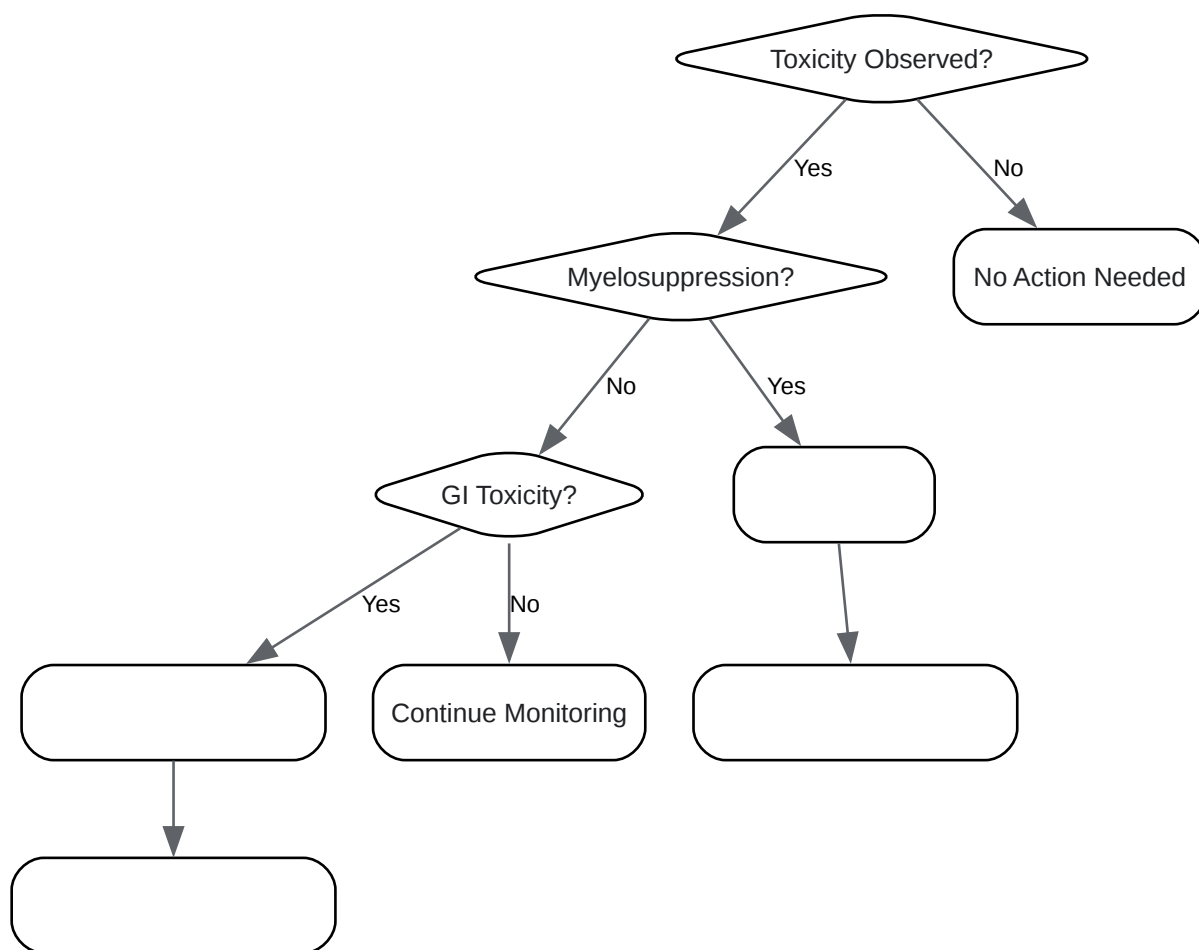 Toxicity Observed?
Yes
No
Myelosuppression?
No Action Needed
No
Yes
GI Toxicity?
Yes
No
Continue Monitoring